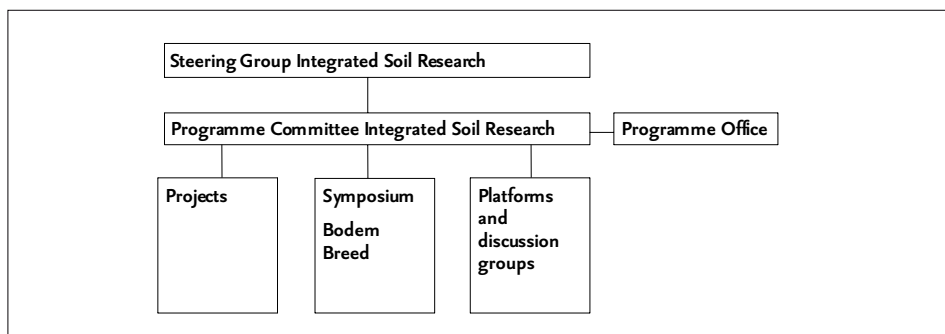 Steering Group Integrated Soil Research
Programme Committee Integrated Soil Research
Programme Office
Projects
Symposium
Bodem
Breed
Platforms
and
discussion
groups